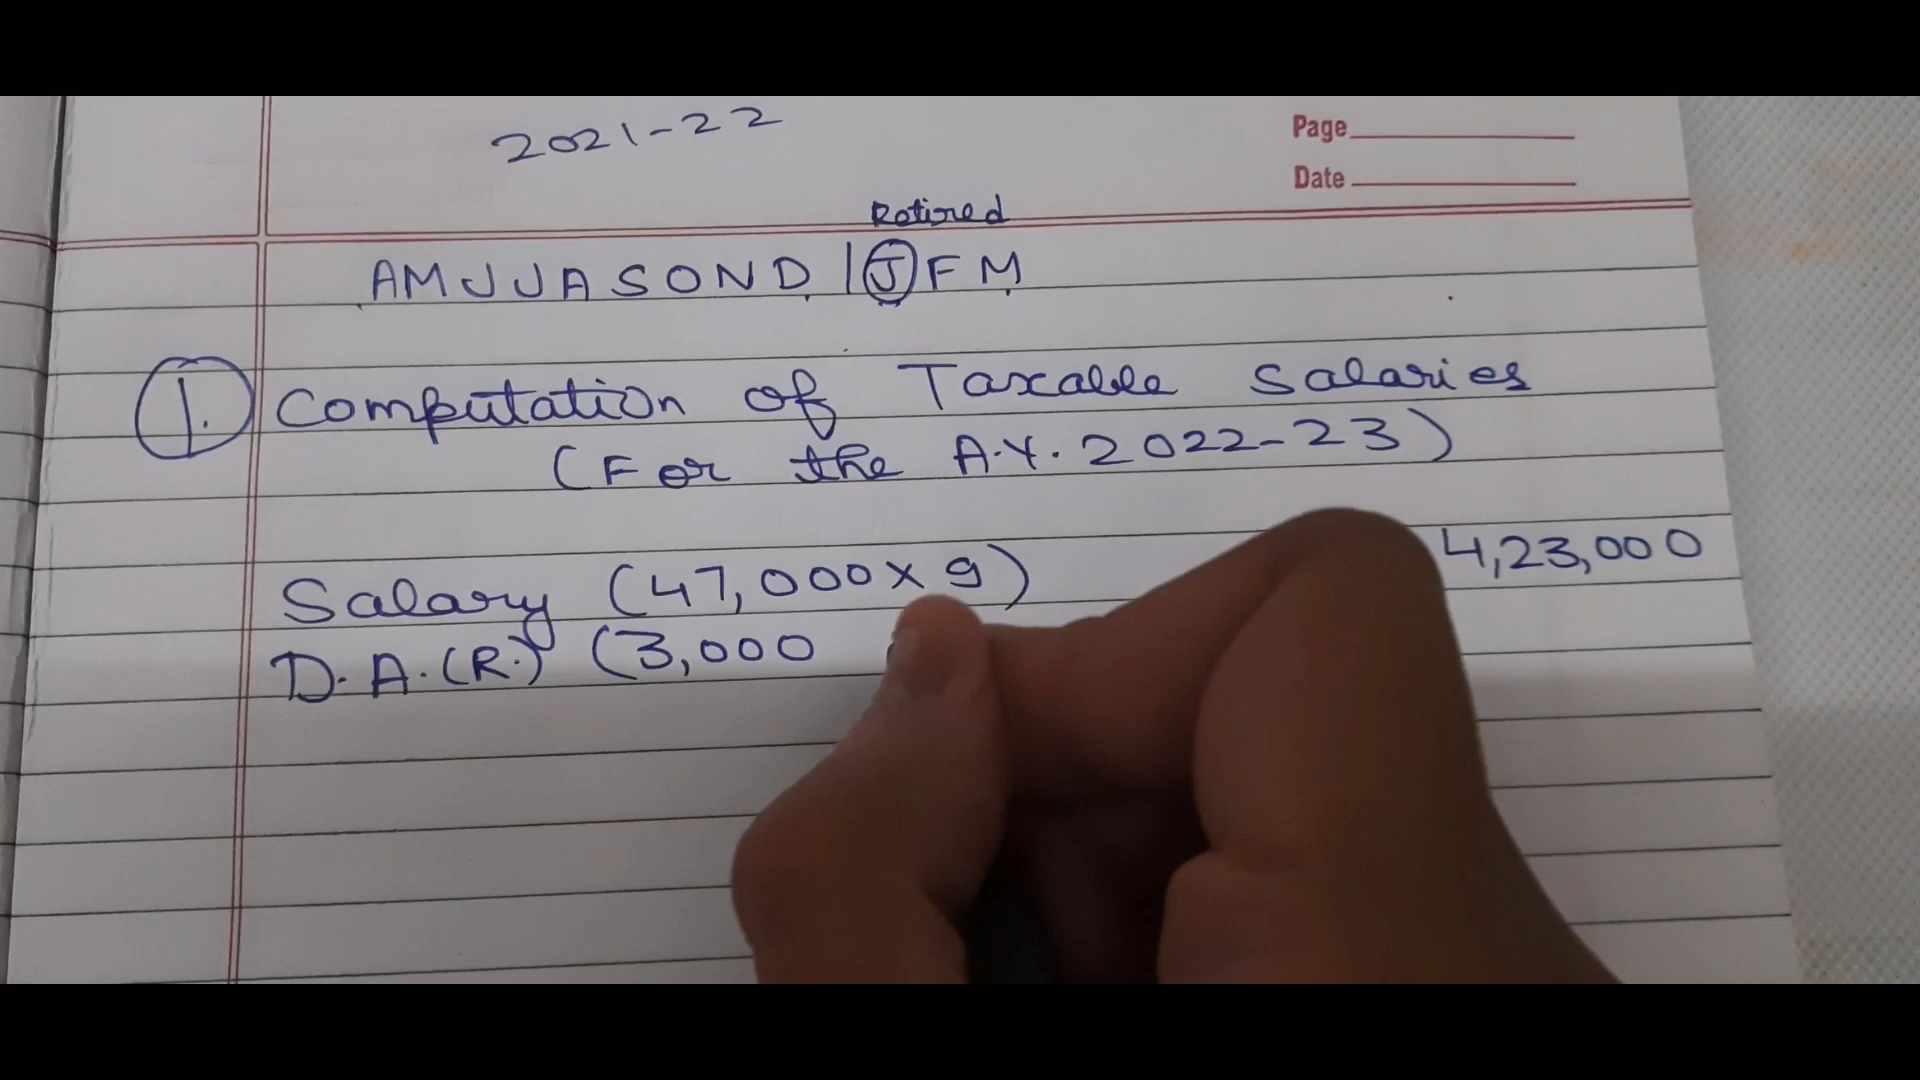 2021-22
Page
Date
Retired
AMJJASOND | J F M
1. Computation of Taxable Salaries
(For the A.Y. 2022-23)
Salary (47,000 x 9) 4,23,000
D.A.(R.) (3,000